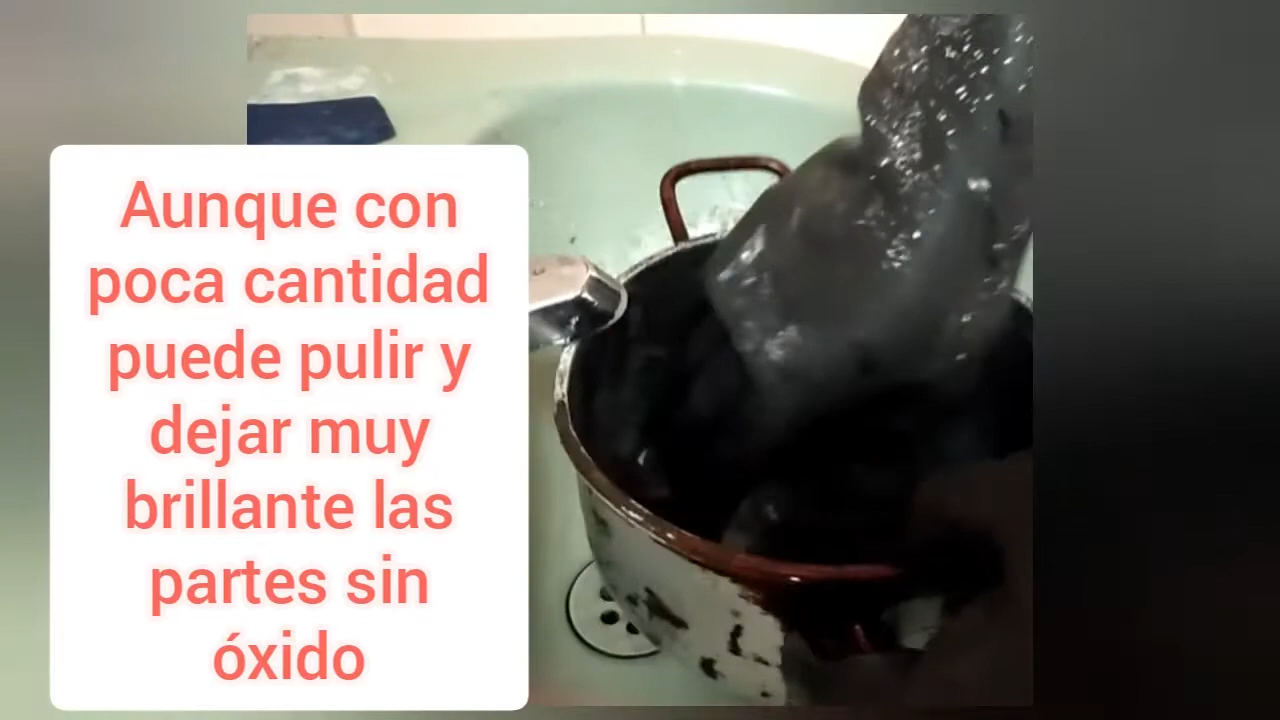 Aunque con
poca cantidad
puede pulir y
dejar muy
brillante las
partes sin
óxido